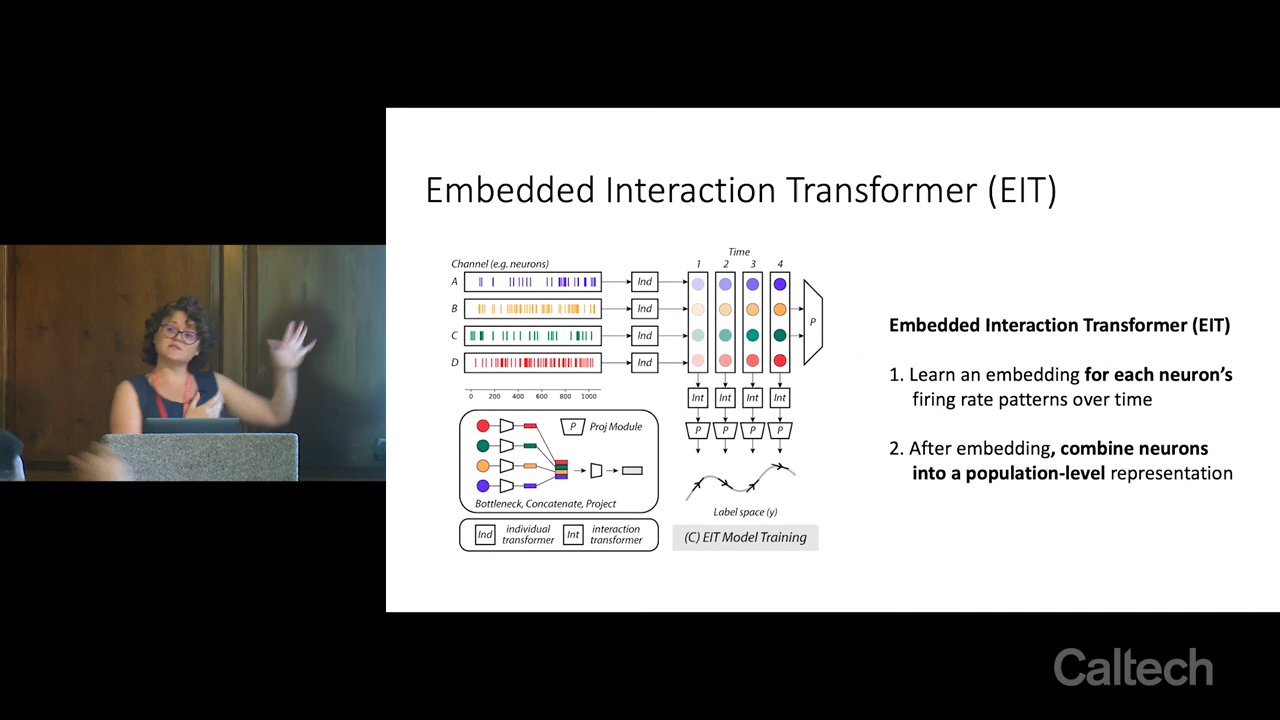 Embedded Interaction Transformer (EIT)
Channel (e.g. neurons)
A
B
C
D
Ind
Ind
Ind
Ind
0 200 400 600 800 1000
Time
1 2 3 4
P
Int Int Int Int
P P P P
Label space (y)
P Proj Module
Bottleneck, Concatenate, Project
Ind individual transformer
Int interaction transformer
(C) EIT Model Training
Embedded Interaction Transformer (EIT)
1. Learn an embedding for each neuron's
firing rate patterns over time
2. After embedding, combine neurons
into a population-level representation
Caltech